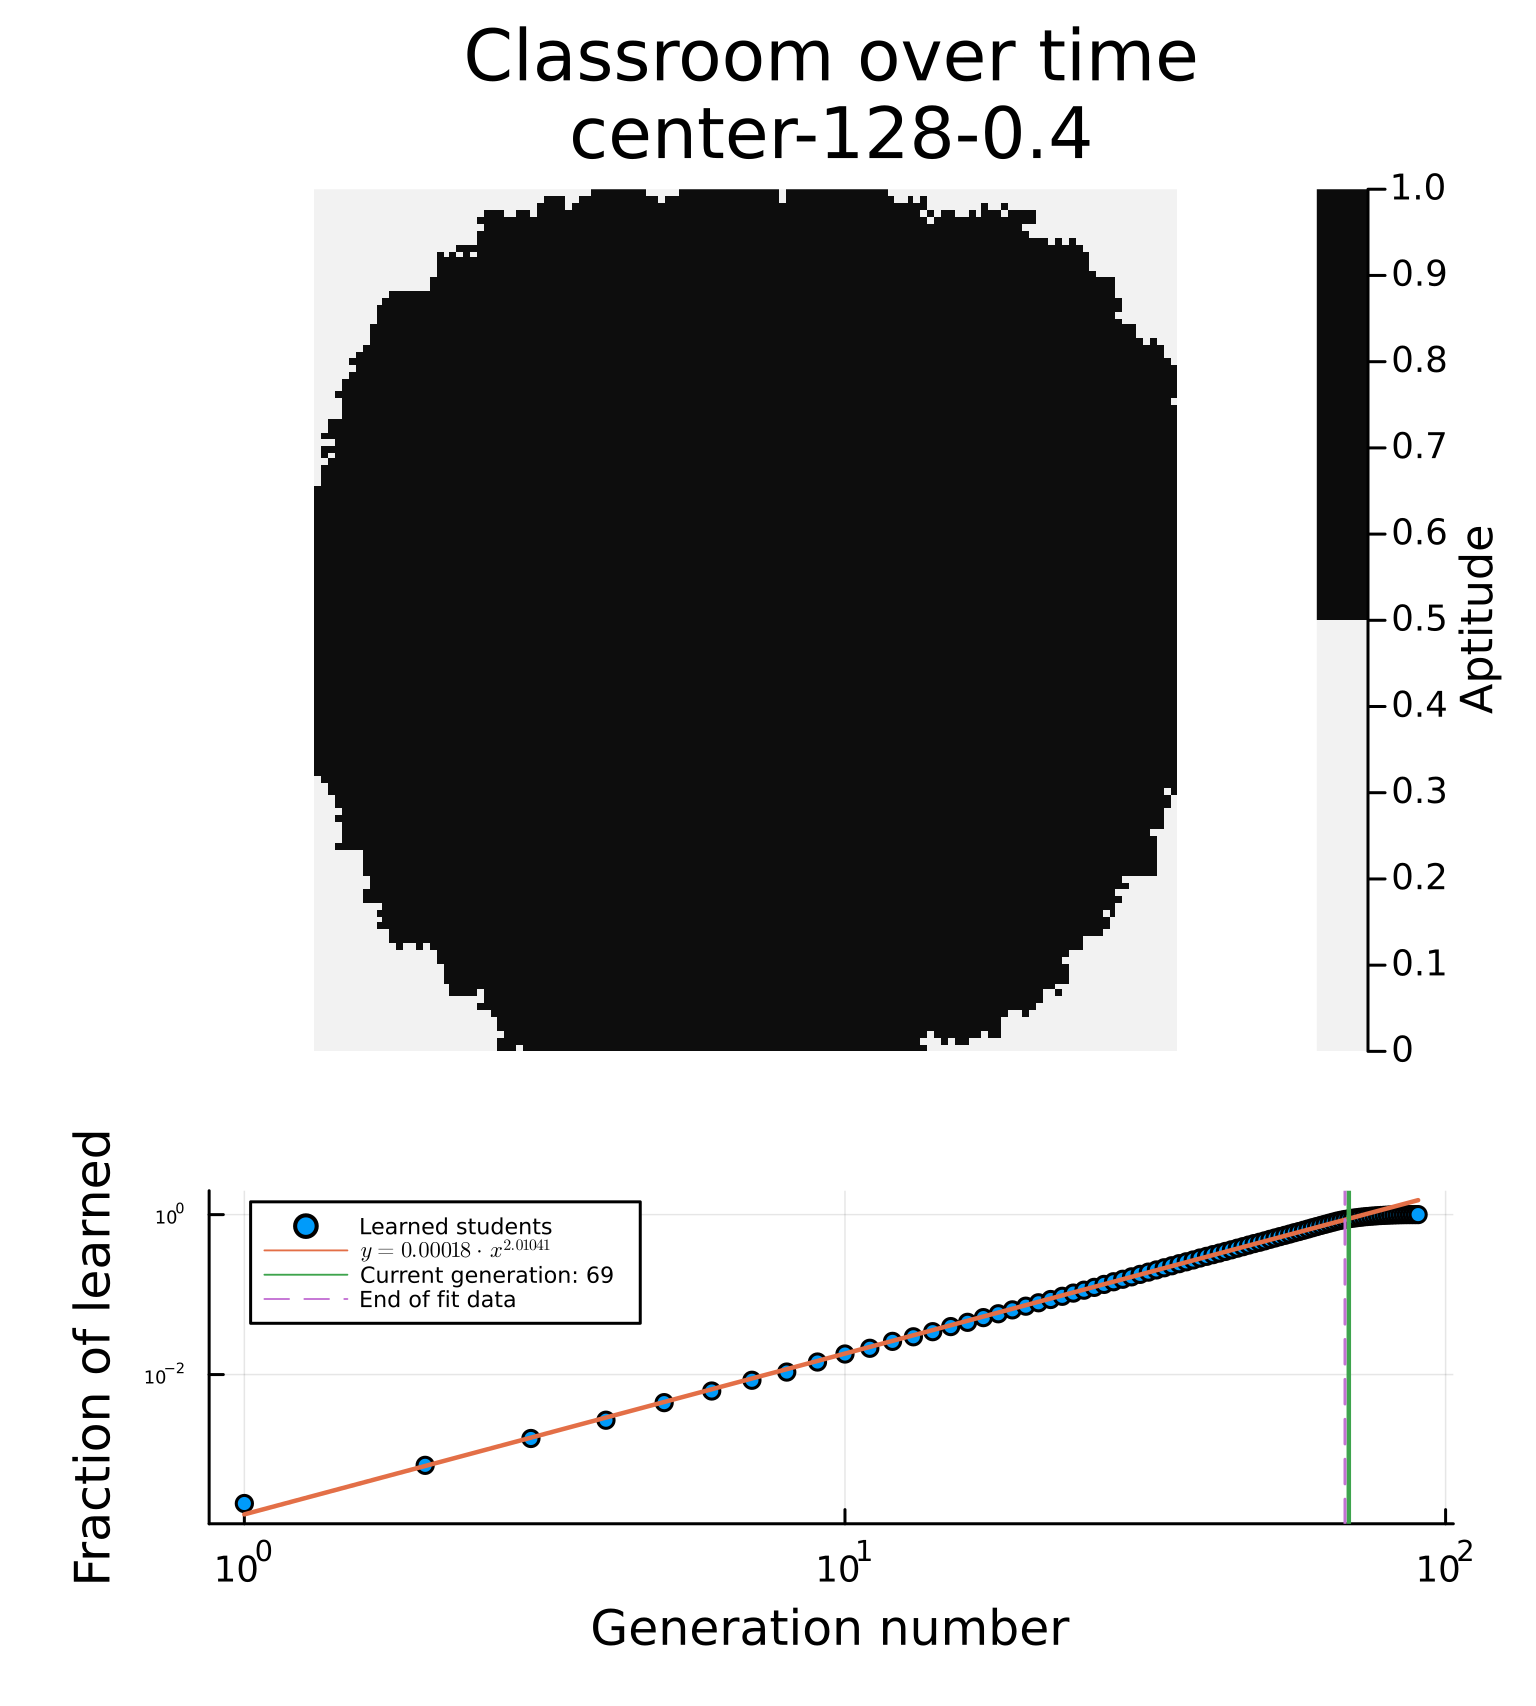 Classroom over time
center-128-0.4
1.0
0.9
0.8
0.7
0.6
0.5
0.4
0.3
0.2
0.1
0
Aptitude
Fraction of learned
10^0
10^-2
Learned students
y = 0.00018 · x^2.01041
Current generation: 69
End of fit data
10^0
10^1
10^2
Generation number